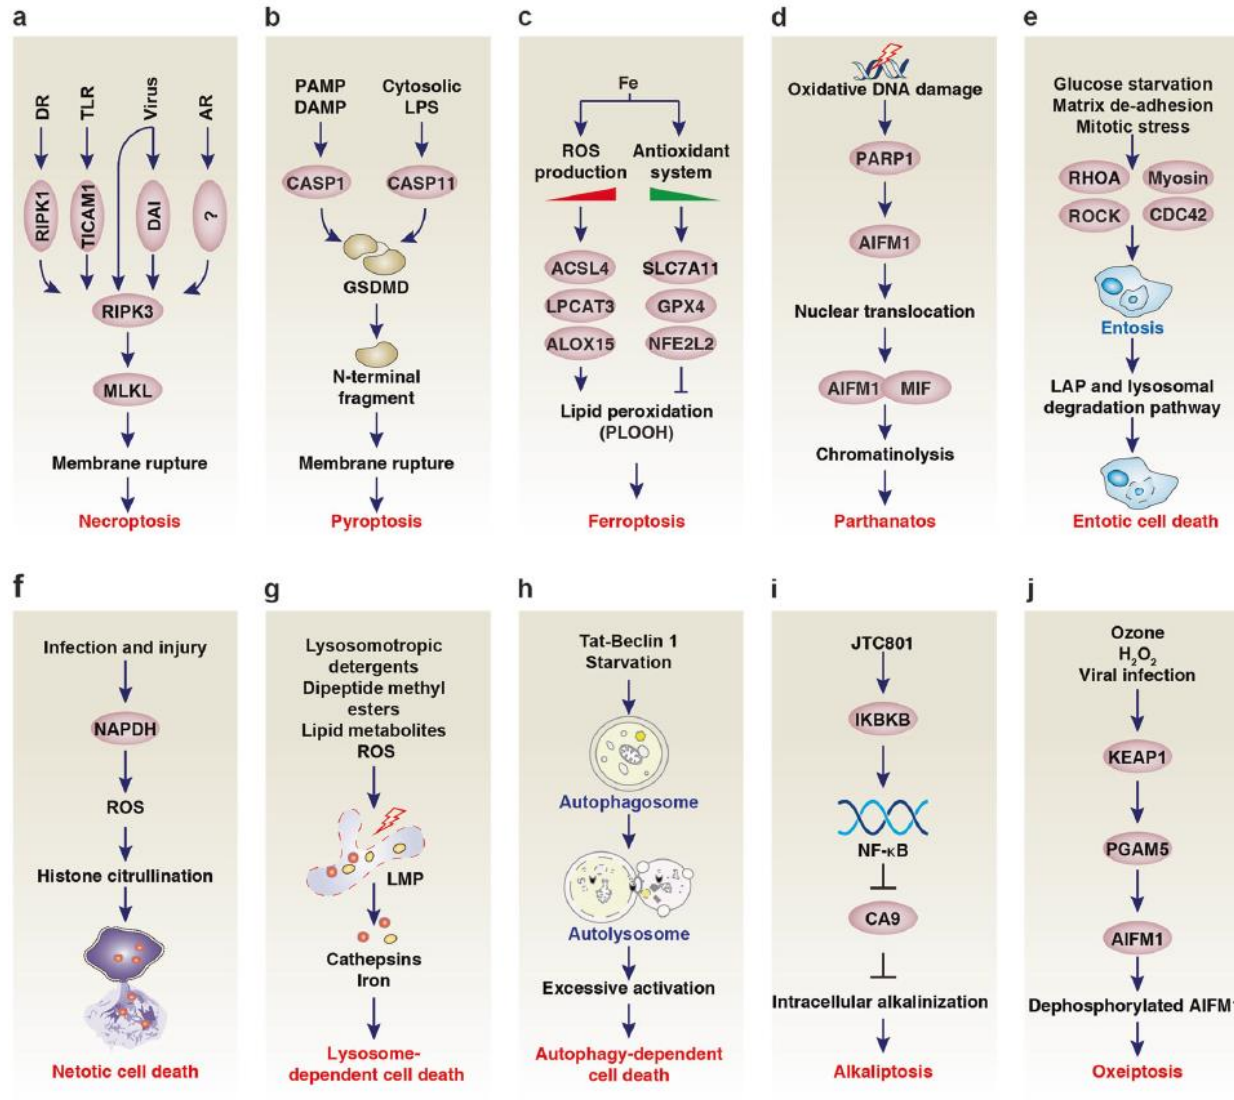 a
DR
TLR
Virus
AR
RIPK1
TICAM1
DAI
?
RIPK3
MLKL
Membrane rupture
Necroptosis
b
PAMP
DAMP
Cytosolic
LPS
CASP1
CASP11
GSDMD
N-terminal
fragment
Membrane rupture
Pyroptosis
c
Fe
ROS
production
Antioxidant
system
ACSL4
LPCAT3
ALOX15
SLC7A11
GPX4
NFE2L2
Lipid peroxidation
(PLOOH)
Ferroptosis
d
Oxidative DNA damage
PARP1
AIFM1
Nuclear translocation
AIFM1
MIF
Chromatinolysis
Parthanatos
e
Glucose starvation
Matrix de-adhesion
Mitotic stress
RHOA
Myosin
ROCK
CDC42
Entosis
LAP and lysosomal
degradation pathway
Entotic cell death
f
Infection and injury
NAPDH
ROS
Histone citrullination
Netotic cell death
g
Lysosomotropic
detergents
Dipeptide methyl
esters
Lipid metabolites
ROS
LMP
Cathepsins
Iron
Lysosome-
dependent cell death
h
Tat-Beclin 1
Starvation
Autophagosome
Autolysosome
Excessive activation
Autophagy-dependent
cell death
i
JTC801
IKBKB
NF-κB
CA9
Intracellular alkalinization
Alkaliptosis
j
Ozone
H₂O₂
Viral infection
KEAP1
PGAM5
AIFM1
Dephosphorylated AIFM1
Oxeiptosis